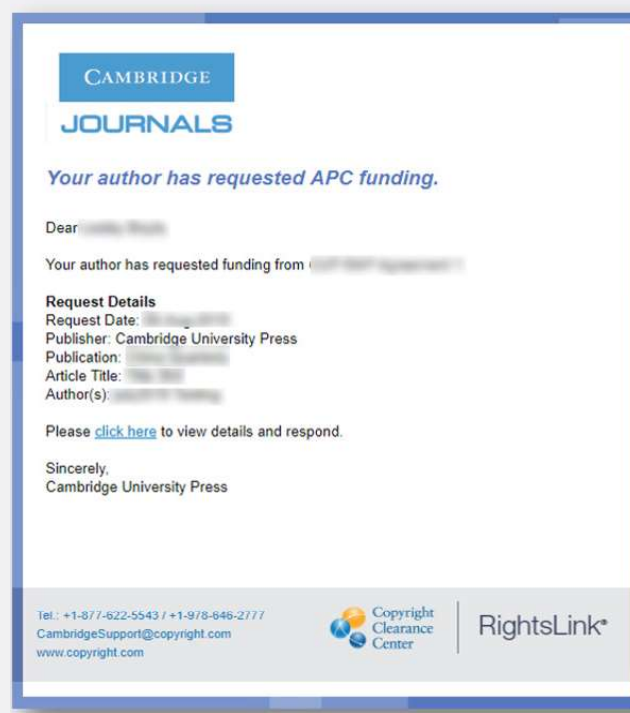 CAMBRIDGE
JOURNALS
Your author has requested APC funding.
Dear
Your author has requested funding from
Request Details
Request Date:
Publisher: Cambridge University Press
Publication:
Article Title:
Author(s):
Please click here to view details and respond.
Sincerely,
Cambridge University Press
Tel.: +1-877-622-5543 / +1-978-646-2777
CambridgeSupport@copyright.com
www.copyright.com
Copyright
Clearance
Center
RightsLink®